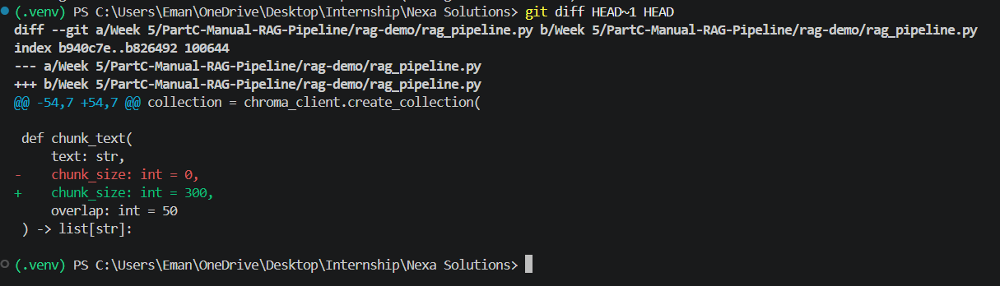 (.venv) PS C:\Users\Eman\OneDrive\Desktop\Internship\Nexa Solutions> git diff HEAD~1 HEAD
diff --git a/Week 5/PartC-Manual-RAG-Pipeline/rag-demo/rag_pipeline.py b/Week 5/PartC-Manual-RAG-Pipeline/rag-demo/rag_pipeline.py
index b940c7e..b826492 100644
--- a/Week 5/PartC-Manual-RAG-Pipeline/rag-demo/rag_pipeline.py
+++ b/Week 5/PartC-Manual-RAG-Pipeline/rag-demo/rag_pipeline.py
@@ -54,7 +54,7 @@ collection = chroma_client.create_collection(
 def chunk_text(
     text: str,
-    chunk_size: int = 0,
+    chunk_size: int = 300,
     overlap: int = 50
 ) -> list[str]:
(.venv) PS C:\Users\Eman\OneDrive\Desktop\Internship\Nexa Solutions>